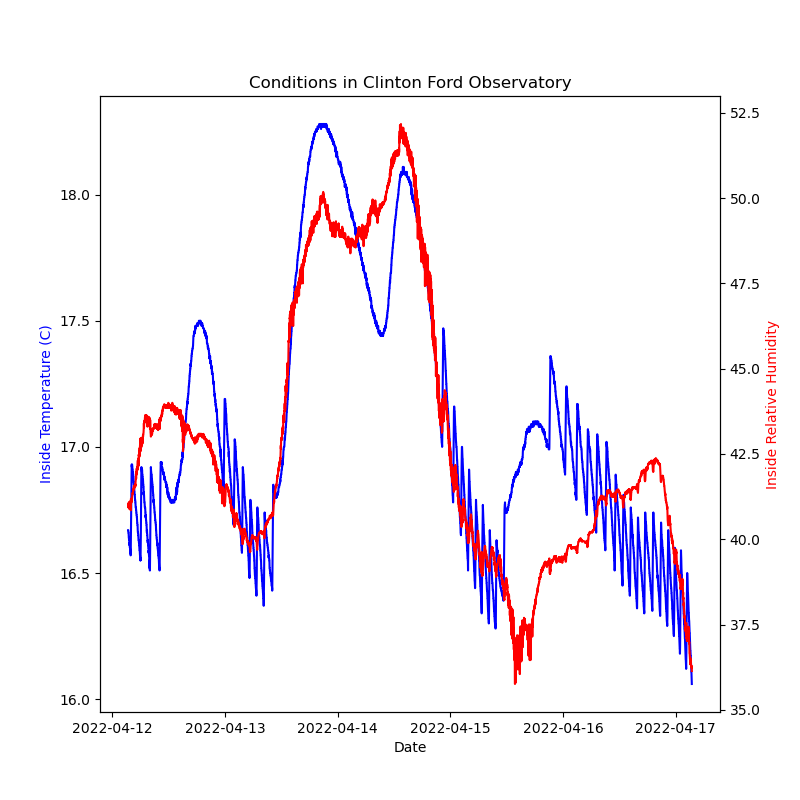 Conditions in Clinton Ford Observatory
52.5
18.0
50.0
47.5
17.5
45.0
Inside Temperature (C)
Inside Relative Humidity
17.0
42.5
40.0
16.5
37.5
16.0
35.0
2022-04-12 2022-04-13 2022-04-14 2022-04-15 2022-04-16 2022-04-17
Date